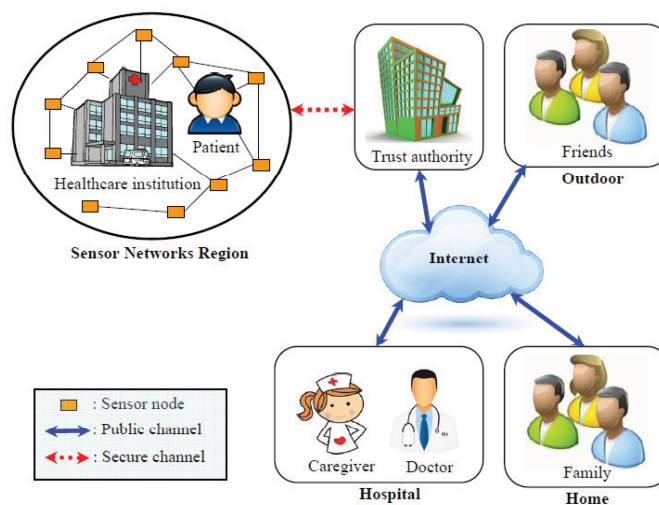 Patient
Healthcare institution
Sensor Networks Region
Trust authority
Friends
Outdoor
Internet
: Sensor node
: Public channel
: Secure channel
Caregiver
Doctor
Hospital
Family
Home